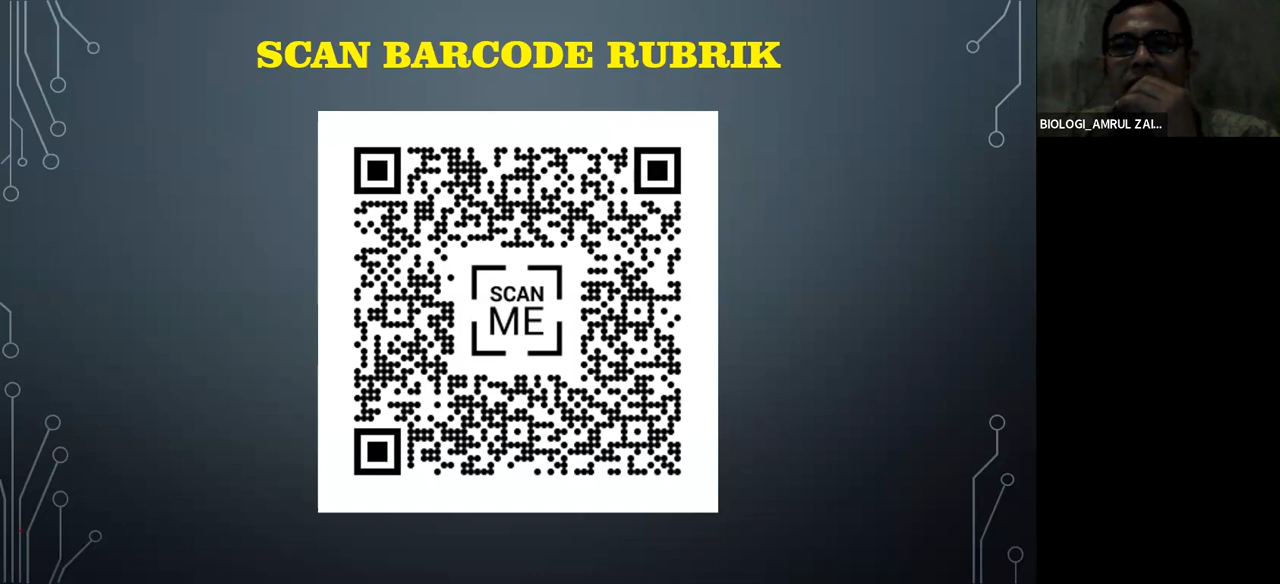 SCAN BARCODE RUBRIK
SCAN
ME
BIOLOGI_AMRUL ZAI...